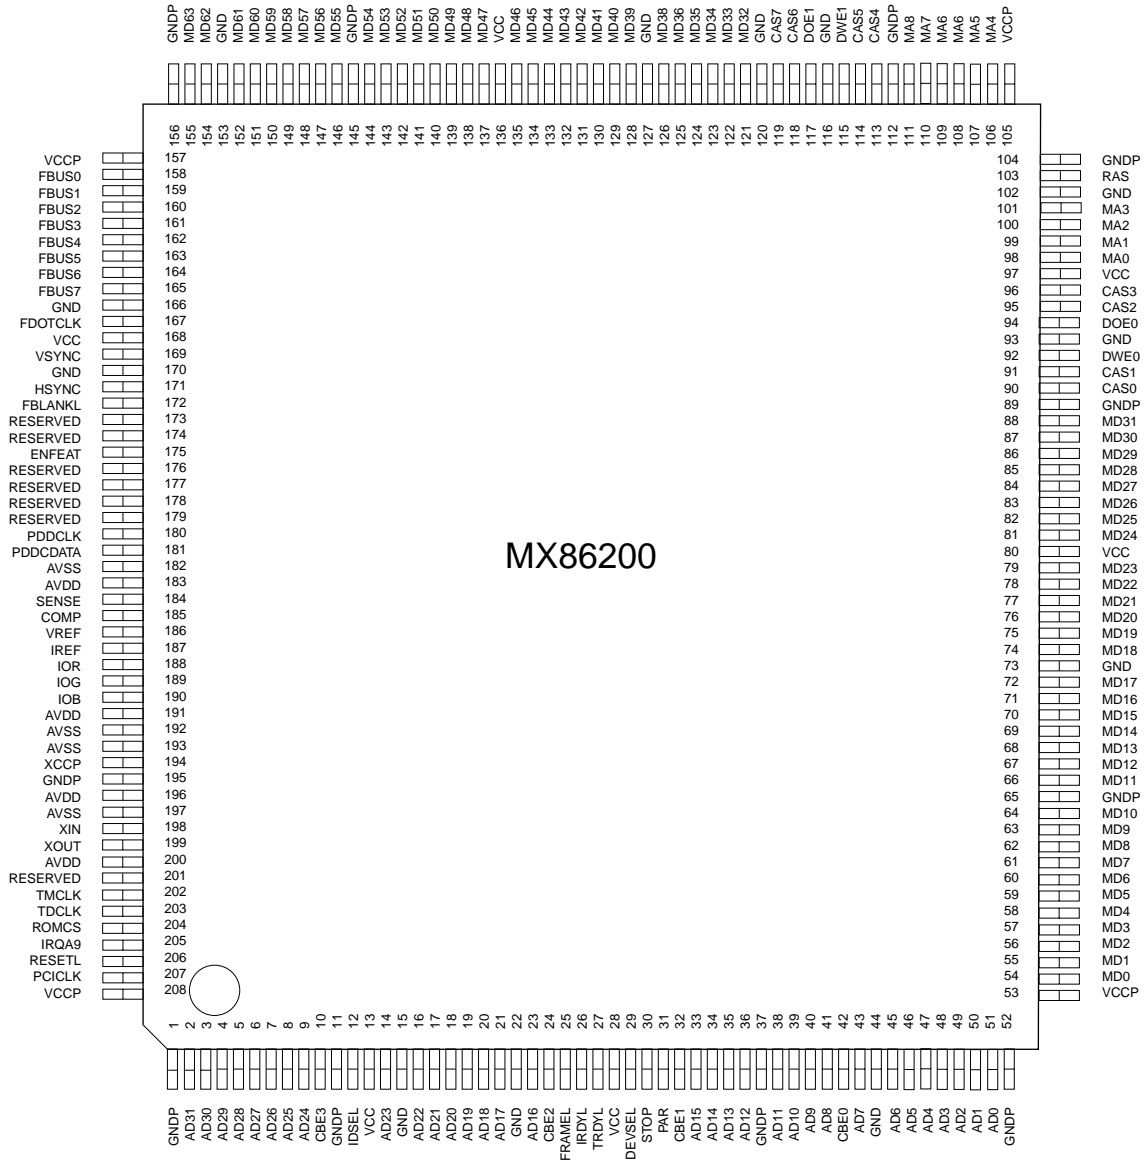 GNDP MD63 MD62 GND MD61 MD60 MD59 MD58 MD57 MD56 MD55 GNDP MD54 MD53 MD52 MD51 MD50 MD49 MD48 MD47 VCC MD46 MD45 MD44 MD43 MD42 MD41 MD40 MD39 GND MD38 MD36 MD35 MD34 MD33 MD32 GND CAS7 CAS6 DOE1 GND DWE1 CAS5 CAS4 GNDP MA8 MA7 MA6 MA6 MA5 MA4 VCCP
156 155 154 153 152 151 150 149 148 147 146 145 144 143 142 141 140 139 138 137 136 135 134 133 132 131 130 129 128 127 126 125 124 123 122 121 120 119 118 117 116 115 114 113 112 111 110 109 108 107 106 105
VCCP 157 104 GNDP
FBUS0 158 103 RAS
FBUS1 159 102 GND
FBUS2 160 101 MA3
FBUS3 161 100 MA2
FBUS4 162 99 MA1
FBUS5 163 98 MA0
FBUS6 164 97 VCC
FBUS7 165 96 CAS3
GND 166 95 CAS2
FDOTCLK 167 94 DOE0
VCC 168 93 GND
VSYNC 169 92 DWE0
GND 170 91 CAS1
HSYNC 171 90 CAS0
FBLANKL 172 89 GNDP
RESERVED 173 88 MD31
RESERVED 174 87 MD30
ENFEAT 175 86 MD29
RESERVED 176 85 MD28
RESERVED 177 84 MD27
RESERVED 178 83 MD26
RESERVED 179 82 MD25
PDDCLK 180 81 MD24
PDDCDATA 181 MX86200 80 VCC
AVSS 182 79 MD23
AVDD 183 78 MD22
SENSE 184 77 MD21
COMP 185 76 MD20
VREF 186 75 MD19
IREF 187 74 MD18
IOR 188 73 GND
IOG 189 72 MD17
IOB 190 71 MD16
AVDD 191 70 MD15
AVSS 192 69 MD14
AVSS 193 68 MD13
XCCP 194 67 MD12
GNDP 195 66 MD11
AVDD 196 65 GNDP
AVSS 197 64 MD10
XIN 198 63 MD9
XOUT 199 62 MD8
AVDD 200 61 MD7
RESERVED 201 60 MD6
TMCLK 202 59 MD5
TDCLK 203 58 MD4
ROMCS 204 57 MD3
IRQA9 205 56 MD2
RESETL 206 55 MD1
PCICLK 207 54 MD0
VCCP 208 53 VCCP
1 2 3 4 5 6 7 8 9 10 11 12 13 14 15 16 17 18 19 20 21 22 23 24 25 26 27 28 29 30 31 32 33 34 35 36 37 38 39 40 41 42 43 44 45 46 47 48 49 50 51 52
GNDP AD31 AD30 AD29 AD28 AD27 AD26 AD25 AD24 CBE3 GNDP IDSEL VCC AD23 GND AD22 AD21 AD20 AD19 AD18 AD17 GND AD16 CBE2 FRAMEL IRDYL TRDYL VCC DEVSEL STOP PAR CBE1 AD15 AD14 AD13 AD12 GNDP AD11 AD10 AD9 AD8 CBE0 AD7 GND AD6 AD5 AD4 AD3 AD2 AD1 AD0 GNDP